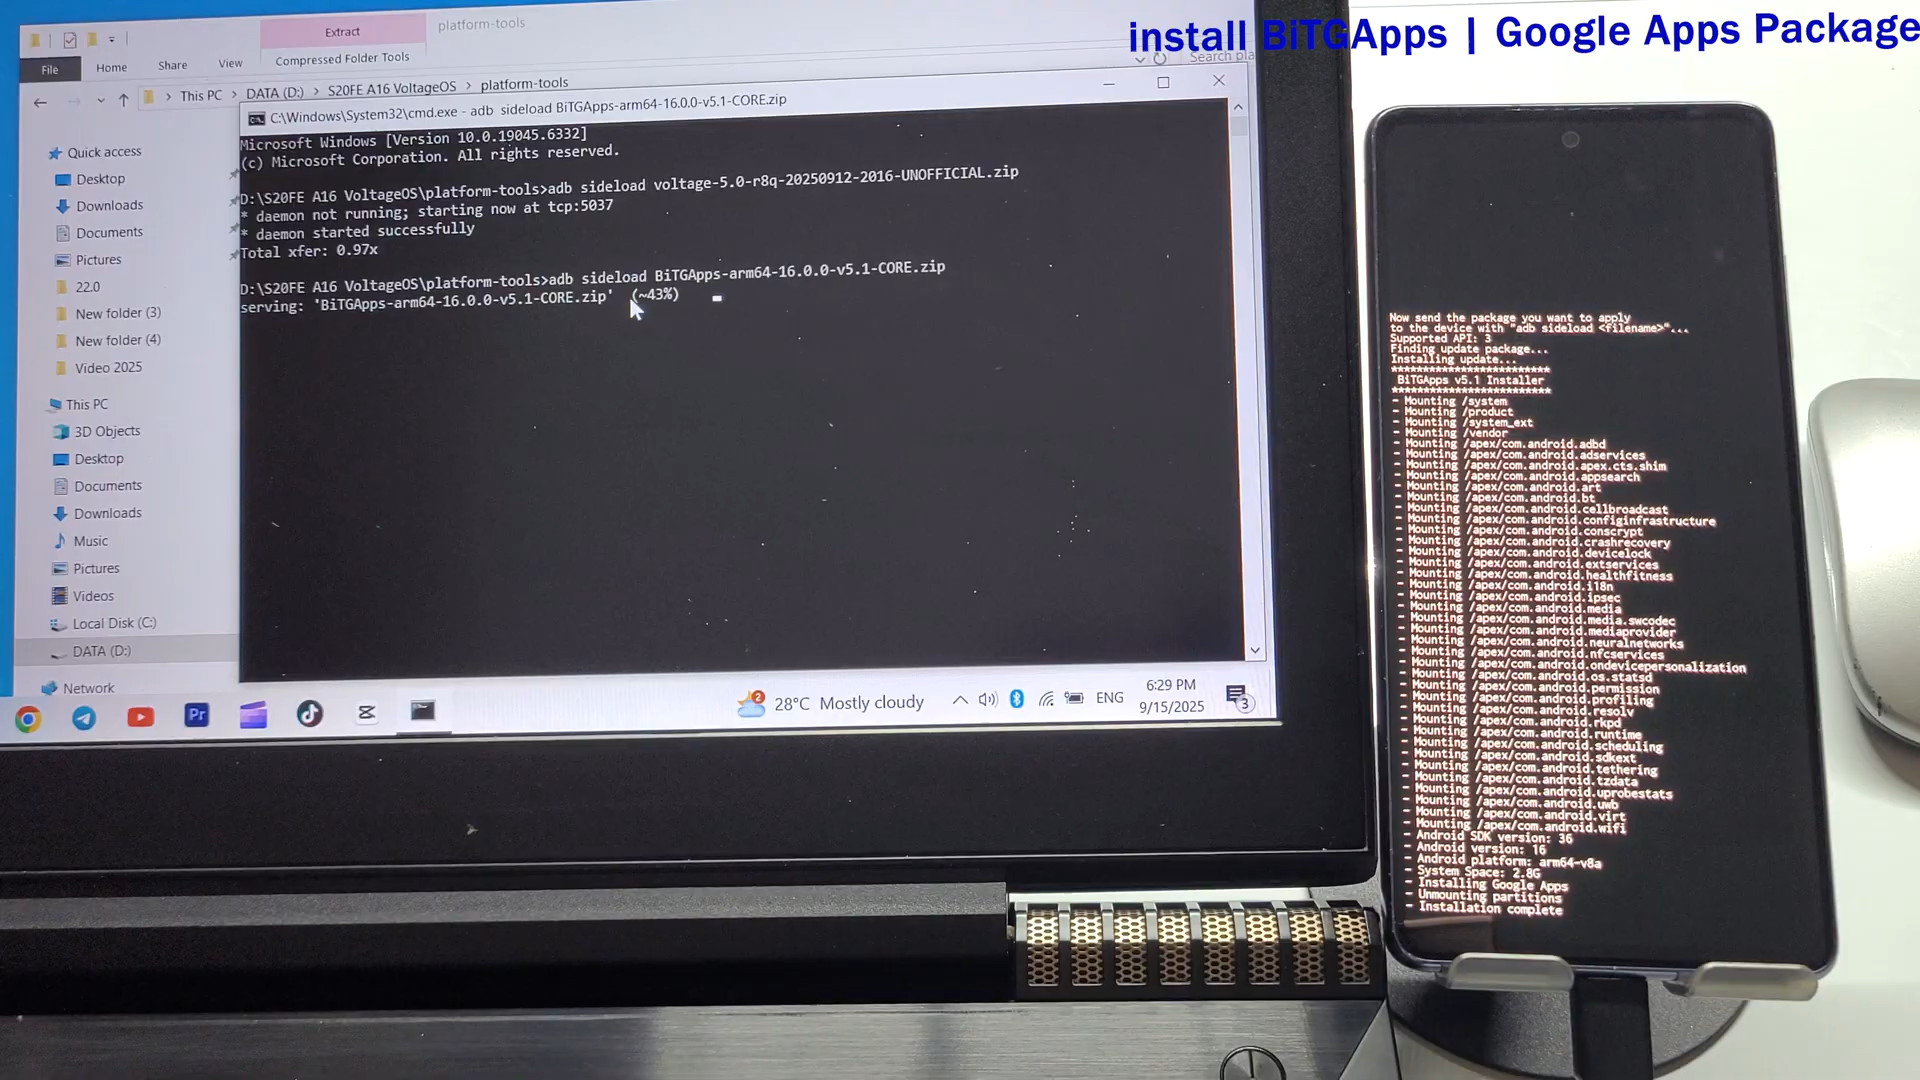 install BiTGApps | Google Apps Package
Extract
platform-tools
File
Home
Share
View
Compressed Folder Tools
This PC > DATA (D:) > S20FE A16 VoltageOS > platform-tools
Search pla
Quick access
Desktop
Downloads
Documents
Pictures
22.0
New folder (3)
New folder (4)
Video 2025
This PC
3D Objects
Desktop
Documents
Downloads
Music
Pictures
Videos
Local Disk (C:)
DATA (D:)
Network
C:\Windows\System32\cmd.exe - adb sideload BiTGApps-arm64-16.0.0-v5.1-CORE.zip
Microsoft Windows [Version 10.0.19045.6332]
(c) Microsoft Corporation. All rights reserved.
D:\S20FE A16 VoltageOS\platform-tools>adb sideload voltage-5.0-r8q-20250912-2016-UNOFFICIAL.zip
* daemon not running; starting now at tcp:5037
* daemon started successfully
Total xfer: 0.97x
D:\S20FE A16 VoltageOS\platform-tools>adb sideload BiTGApps-arm64-16.0.0-v5.1-CORE.zip
serving: 'BiTGApps-arm64-16.0.0-v5.1-CORE.zip' (~43%)
Pr
2
28°C Mostly cloudy
ENG
6:29 PM
9/15/2025
3
Now send the package you want to apply
to the device with "adb sideload <filename>"...
Supported API: 3
Finding update package...
Installing update...
**************************
BiTGApps v5.1 Installer
**************************
- Mounting /system
- Mounting /product
- Mounting /system_ext
- Mounting /vendor
- Mounting /apex/com.android.adbd
- Mounting /apex/com.android.adservices
- Mounting /apex/com.android.apex.cts.shim
- Mounting /apex/com.android.appsearch
- Mounting /apex/com.android.art
- Mounting /apex/com.android.bt
- Mounting /apex/com.android.cellbroadcast
- Mounting /apex/com.android.configinfrastructure
- Mounting /apex/com.android.conscrypt
- Mounting /apex/com.android.crashrecovery
- Mounting /apex/com.android.devicelock
- Mounting /apex/com.android.extservices
- Mounting /apex/com.android.healthfitness
- Mounting /apex/com.android.i18n
- Mounting /apex/com.android.ipsec
- Mounting /apex/com.android.media
- Mounting /apex/com.android.media.swcodec
- Mounting /apex/com.android.mediaprovider
- Mounting /apex/com.android.neuralnetworks
- Mounting /apex/com.android.nfcservices
- Mounting /apex/com.android.ondevicepersonalization
- Mounting /apex/com.android.os.statsd
- Mounting /apex/com.android.permission
- Mounting /apex/com.android.profiling
- Mounting /apex/com.android.resolv
- Mounting /apex/com.android.rkpd
- Mounting /apex/com.android.runtime
- Mounting /apex/com.android.scheduling
- Mounting /apex/com.android.sdkext
- Mounting /apex/com.android.tethering
- Mounting /apex/com.android.tzdata
- Mounting /apex/com.android.uprobestats
- Mounting /apex/com.android.uwb
- Mounting /apex/com.android.virt
- Mounting /apex/com.android.wifi
- Android SDK version: 36
- Android version: 16
- Android platform: arm64-v8a
- System Space: 2.8G
- Installing Google Apps
- Unmounting partitions
- Installation complete